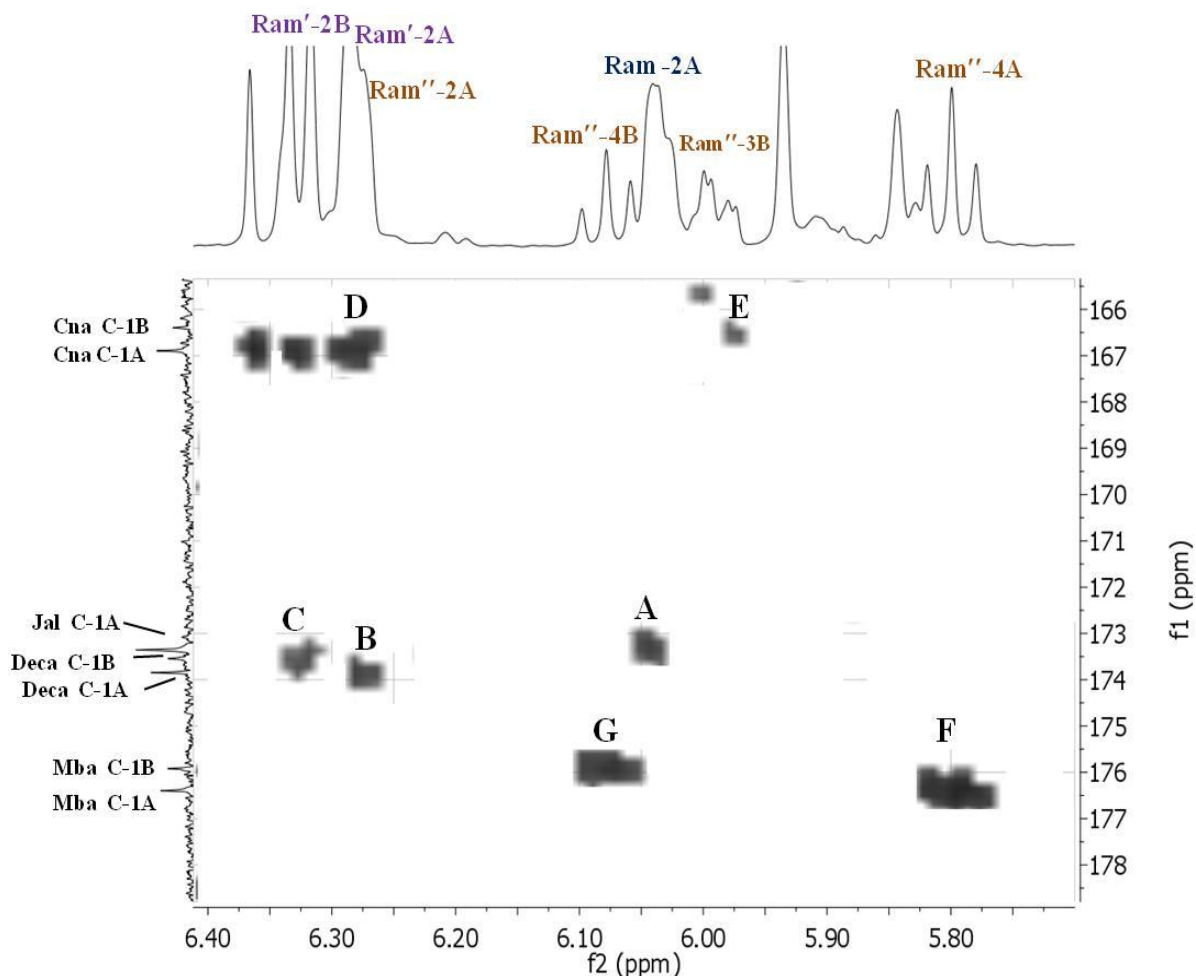 Ram′-2B
Ram′-2A
Ram″-2A
Ram -2A
Ram″-4B
Ram″-3B
Ram″-4A
D
E
Cna C-1B
Cna C-1A
166
167
168
169
170
171
172
173
174
175
176
177
178
f1 (ppm)
Jal C-1A
Deca C-1B
Deca C-1A
C
B
A
G
F
Mba C-1B
Mba C-1A
6.40
6.30
6.20
6.10
6.00
5.90
5.80
f2 (ppm)